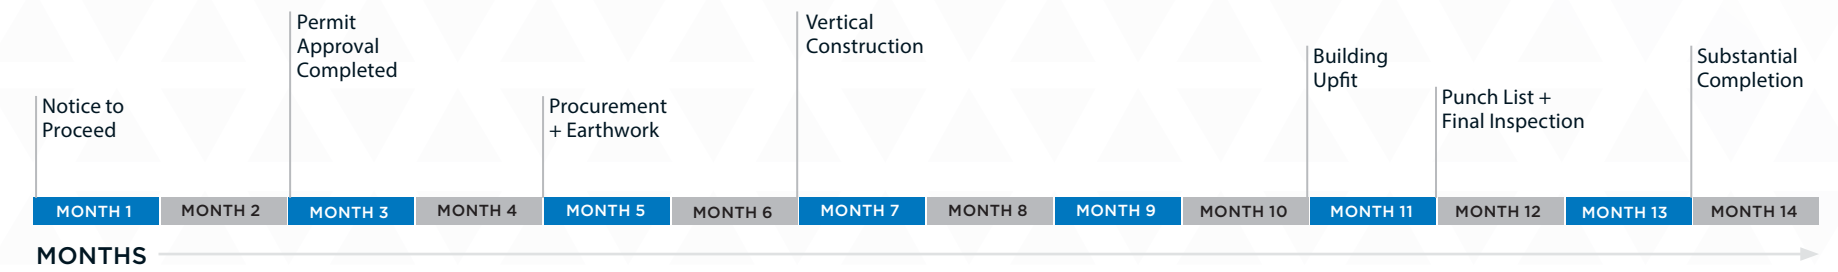 Notice to
Proceed
Permit
Approval
Completed
Procurement
+ Earthwork
Vertical
Construction
Building
Upfit
Punch List +
Final Inspection
Substantial
Completion
MONTH 1 MONTH 2 MONTH 3 MONTH 4 MONTH 5 MONTH 6 MONTH 7 MONTH 8 MONTH 9 MONTH 10 MONTH 11 MONTH 12 MONTH 13 MONTH 14
MONTHS